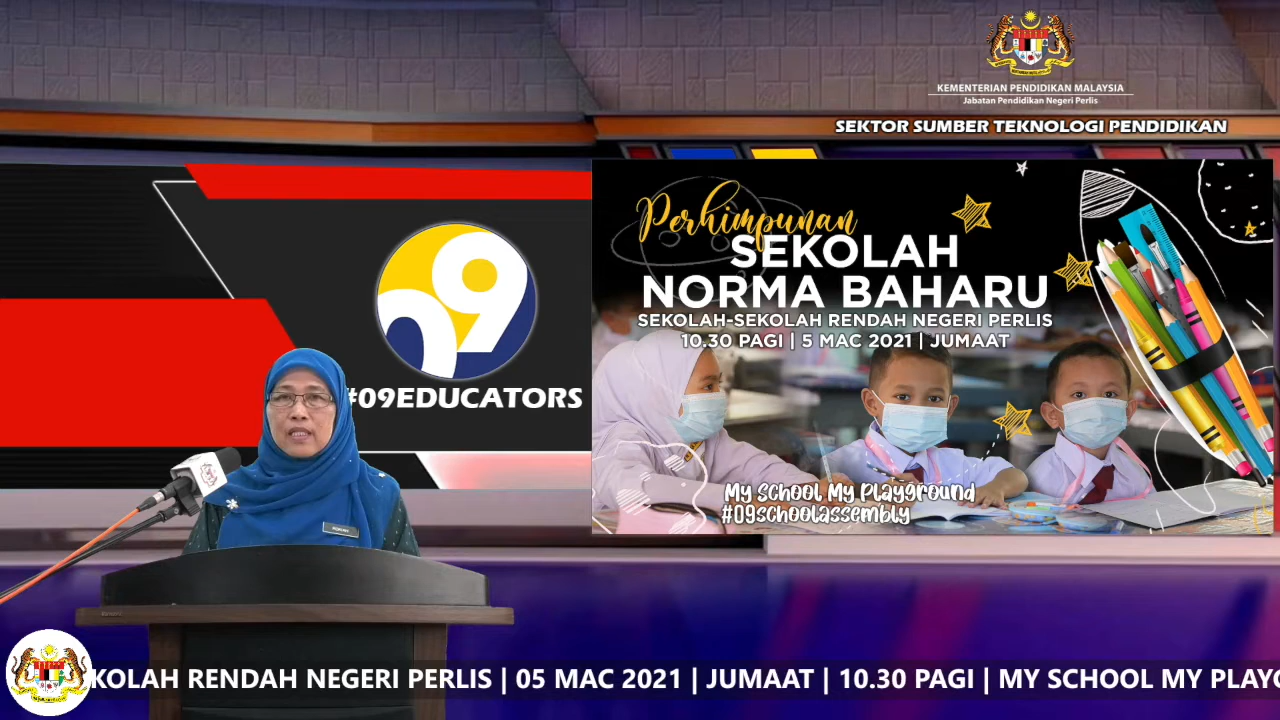 KEMENTERIAN PENDIDIKAN MALAYSIA
Jabatan Pendidikan Negeri Perlis
SEKTOR SUMBER TEKNOLOGI PENDIDIKAN
Perhimpunan
SEKOLAH
NORMA BAHARU
SEKOLAH-SEKOLAH RENDAH NEGERI PERLIS
10.30 PAGI | 5 MAC 2021 | JUMAAT
09
#09EDUCATORS
My School My Playground
#09schoolassembly
KOLAH RENDAH NEGERI PERLIS | 05 MAC 2021 | JUMAAT | 10.30 PAGI | MY SCHOOL MY PLAYG